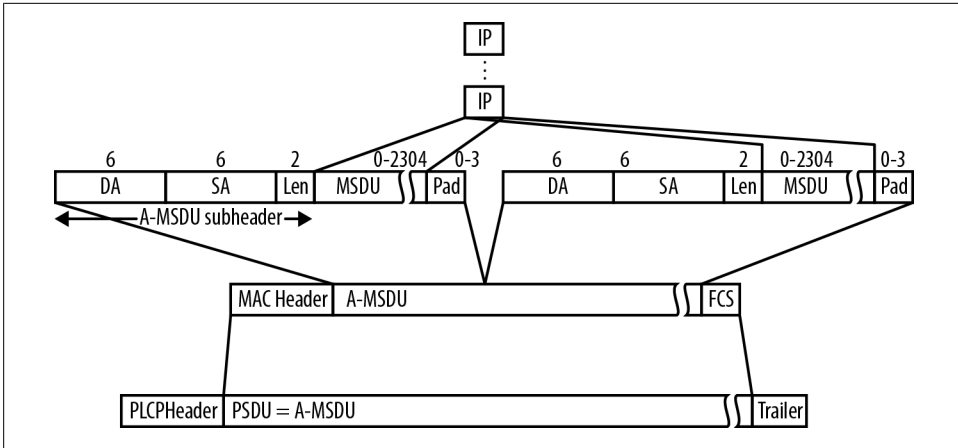 IP
IP
6 6 2 0-2304 0-3 6 6 2 0-2304 0-3
DA SA Len MSDU Pad DA SA Len MSDU Pad
A-MSDU subheader
MAC Header A-MSDU FCS
PLCPHeader PSDU = A-MSDU Trailer